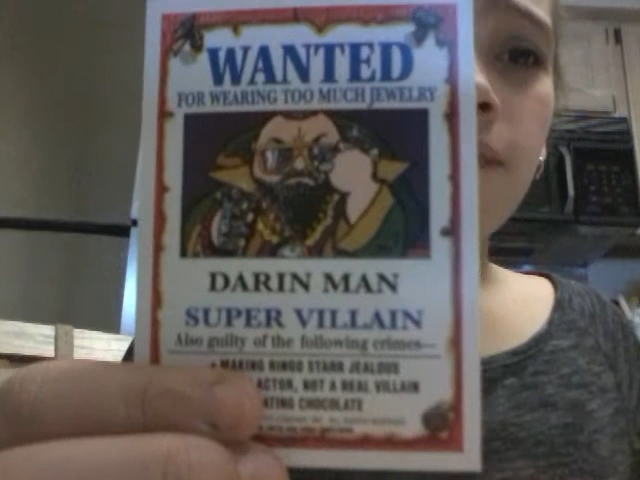 WANTED
FOR WEARING TOO MUCH JEWELRY
DARIN MAN
SUPER VILLAIN
Also guilty of the following crimes—
• MAKING RINGO STARR JEALOUS
ACTOR, NOT A REAL VILLAIN
ATING CHOCOLATE